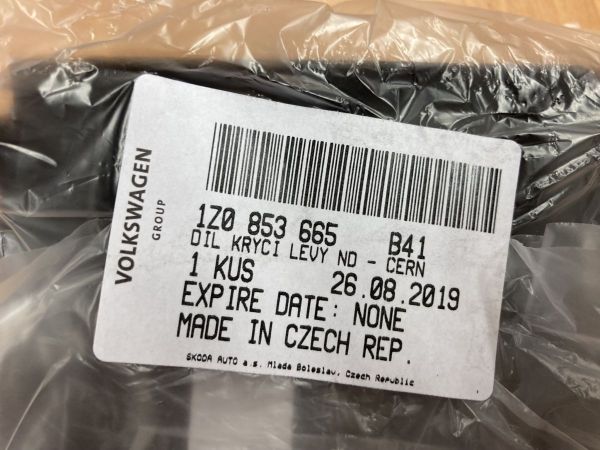 VOLKSWAGEN
GROUP
1Z0 853 665 B41
DIL KRYCI LEVY ND - CERN
1 KUS 26.08.2019
EXPIRE DATE: NONE
MADE IN CZECH REP.
SKODA AUTO a.s. Mlada Boleslav, Czech Republic